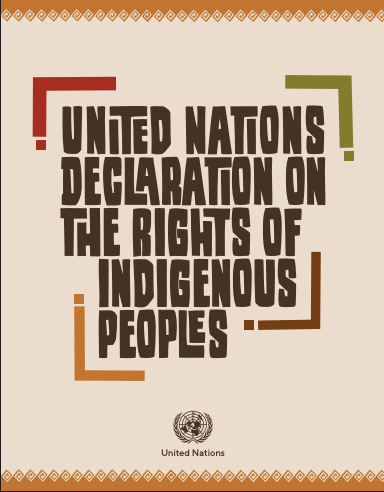 UNITED NATIONS
DECLARATION ON
THE RIGHTS OF
INDIGENOUS
PEOPLES
United Nations